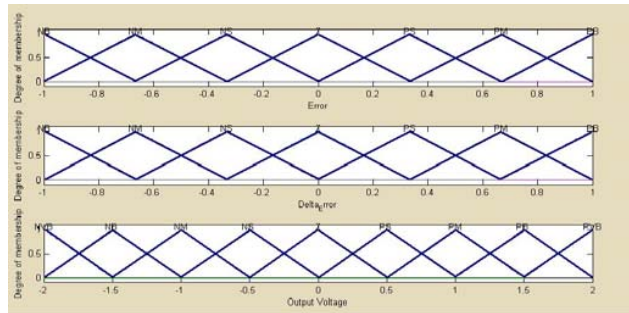 NB NM NS Z PS PM PB
Degree of membership
1
0.5
0
-1 -0.8 -0.6 -0.4 -0.2 0 0.2 0.4 0.6 0.8 1
Error
NB NM NS Z PS PM PB
Degree of membership
1
0.5
0
-1 -0.8 -0.6 -0.4 -0.2 0 0.2 0.4 0.6 0.8 1
Delta_Error
NVB NB NM NS Z PS PM PB PVB
Degree of membership
1
0.5
0
-2 -1.5 -1 -0.5 0 0.5 1 1.5 2
Output Voltage